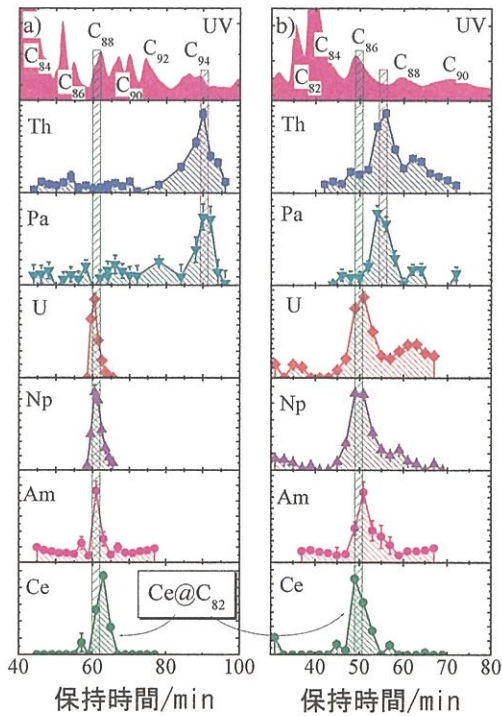 a)
UV
C84
C86
C88
C90
C92
C94
Th
Pa
U
Np
Am
Ce
Ce@C82
40 60 80 100
保持時間/min
b)
UV
C82
C84
C86
C88
C90
Th
Pa
U
Np
Am
Ce
40 50 60 70 80
保持時間/min